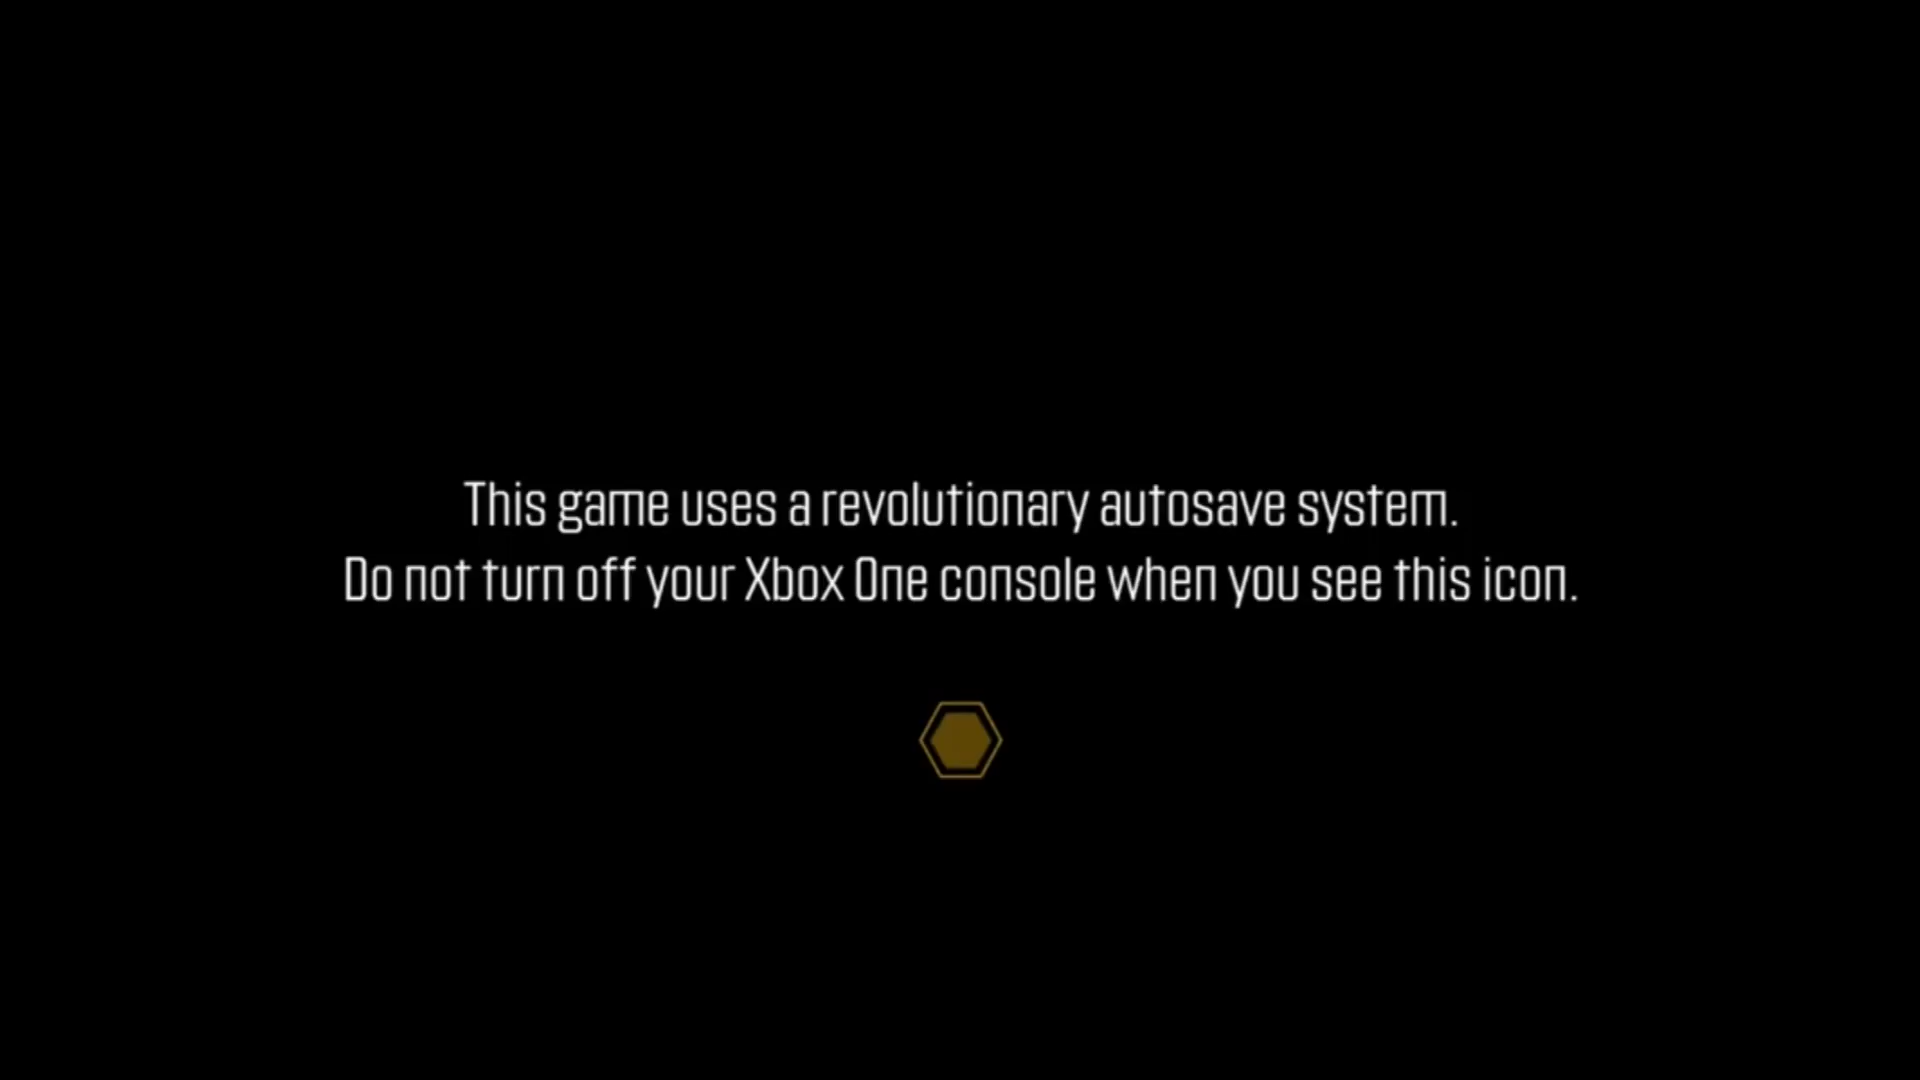 This game uses a revolutionary autosave system.
Do not turn off your Xbox One console when you see this icon.